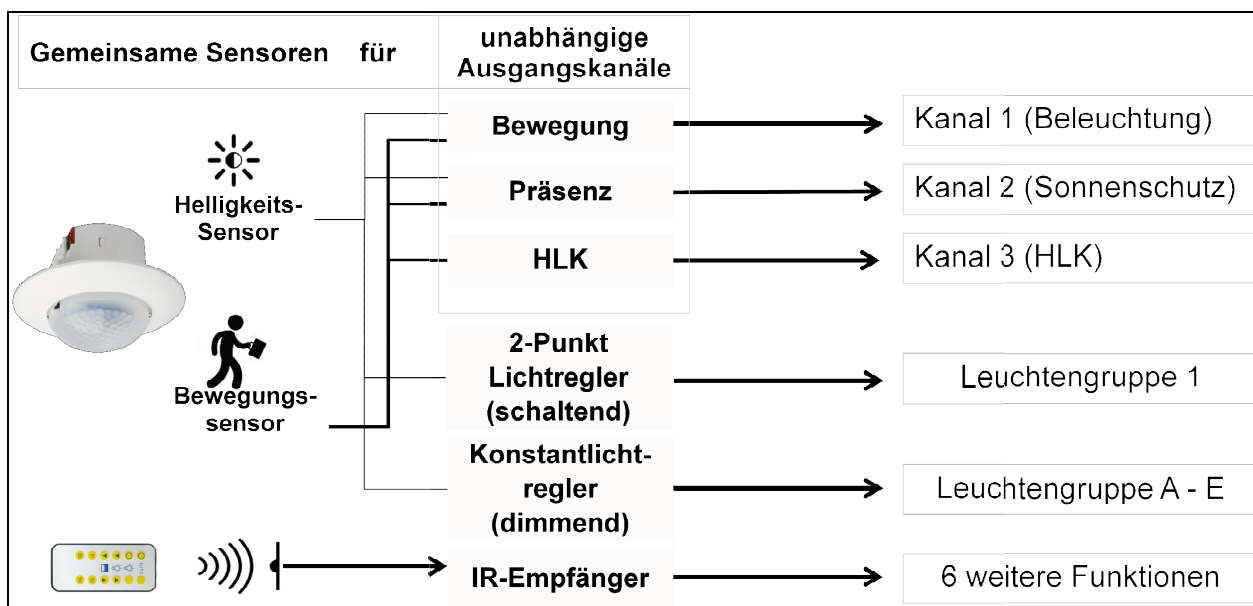 Gemeinsame Sensoren für
unabhängige
Ausgangskanäle
Helligkeits-
Sensor
Bewegungs-
sensor
Bewegung
Präsenz
HLK
2-Punkt
Lichtregler
(schaltend)
Konstantlicht-
regler
(dimmend)
IR-Empfänger
Kanal 1 (Beleuchtung)
Kanal 2 (Sonnenschutz)
Kanal 3 (HLK)
Leuchtengruppe 1
Leuchtengruppe A - E
6 weitere Funktionen